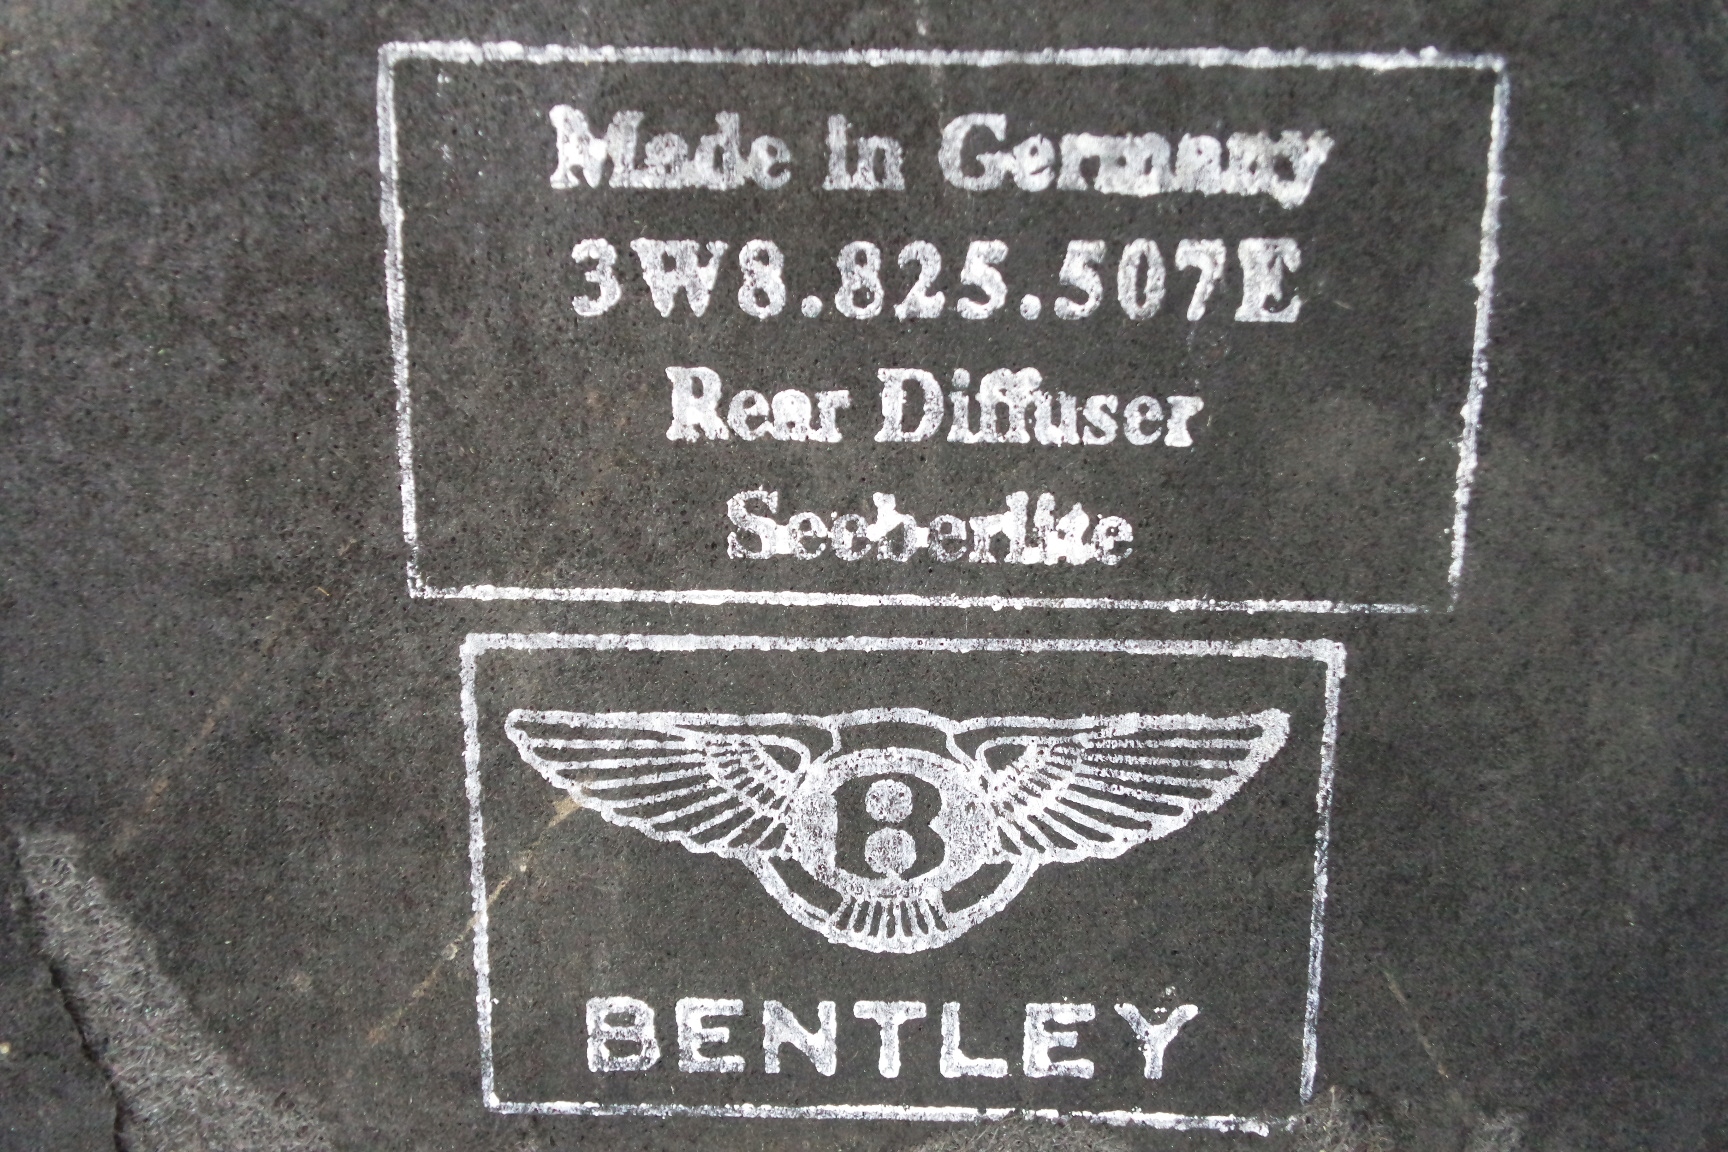 Made in Germany
3W8.825.507E
Rear Diffuser
Seeberlite
B
BENTLEY